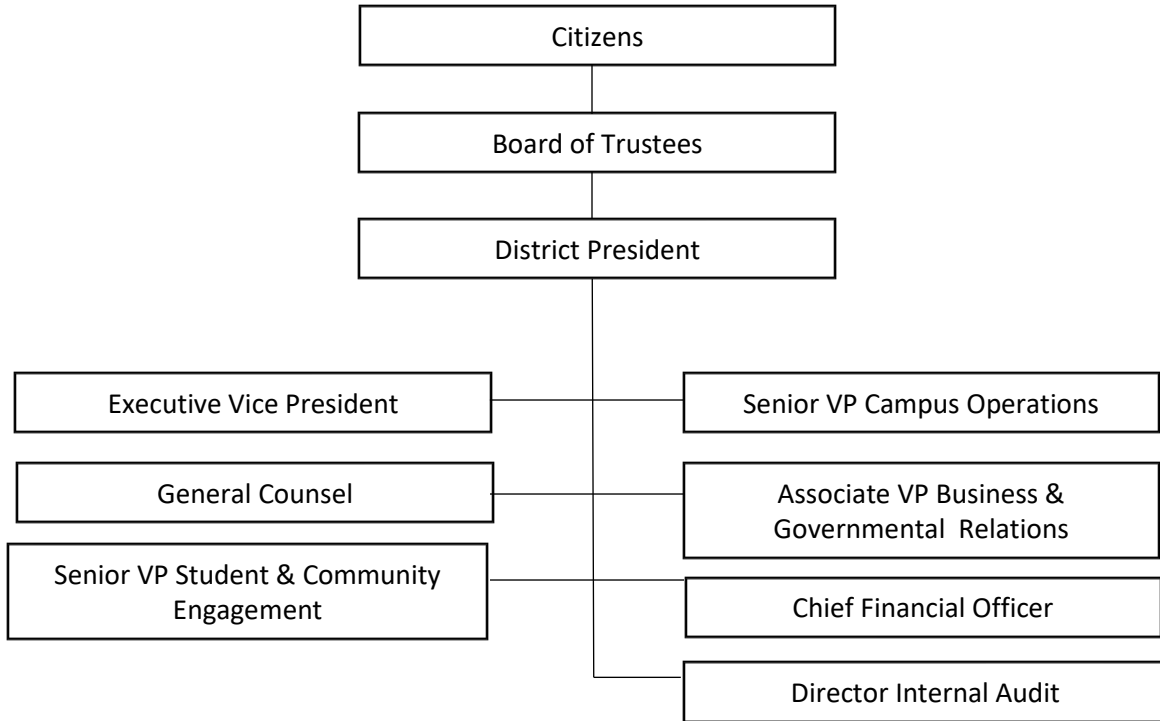 Citizens
Board of Trustees
District President
Executive Vice President
Senior VP Campus Operations
General Counsel
Associate VP Business &
Governmental  Relations
Senior VP Student & Community
Engagement
Chief Financial Officer
Director Internal Audit